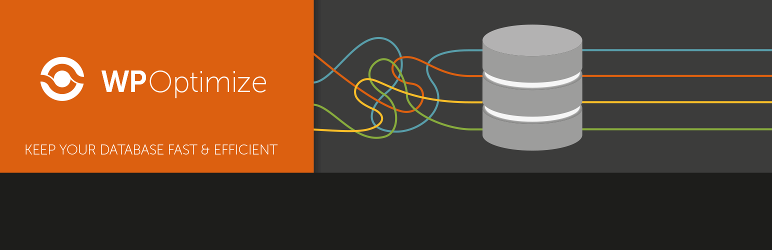 WPOptimize
KEEP YOUR DATABASE FAST & EFFICIENT